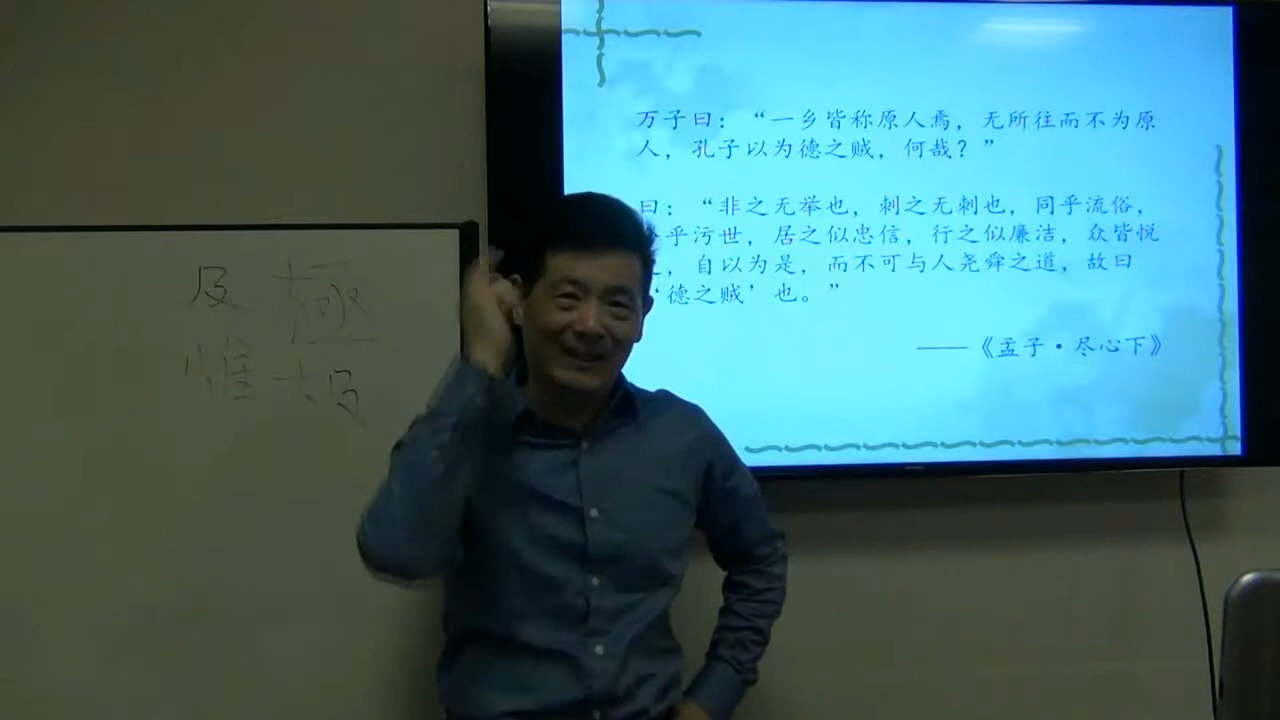 及 極
惟 极
万子曰：“一乡皆称原人焉，无所往而不为原
人，孔子以为德之贼，何哉？”
曰：“非之无举也，刺之无刺也，同乎流俗，
乎污世，居之似忠信，行之似廉洁，众皆悦
，自以为是，而不可与人尧舜之道，故曰
‘德之贼’也。”
——《孟子·尽心下》